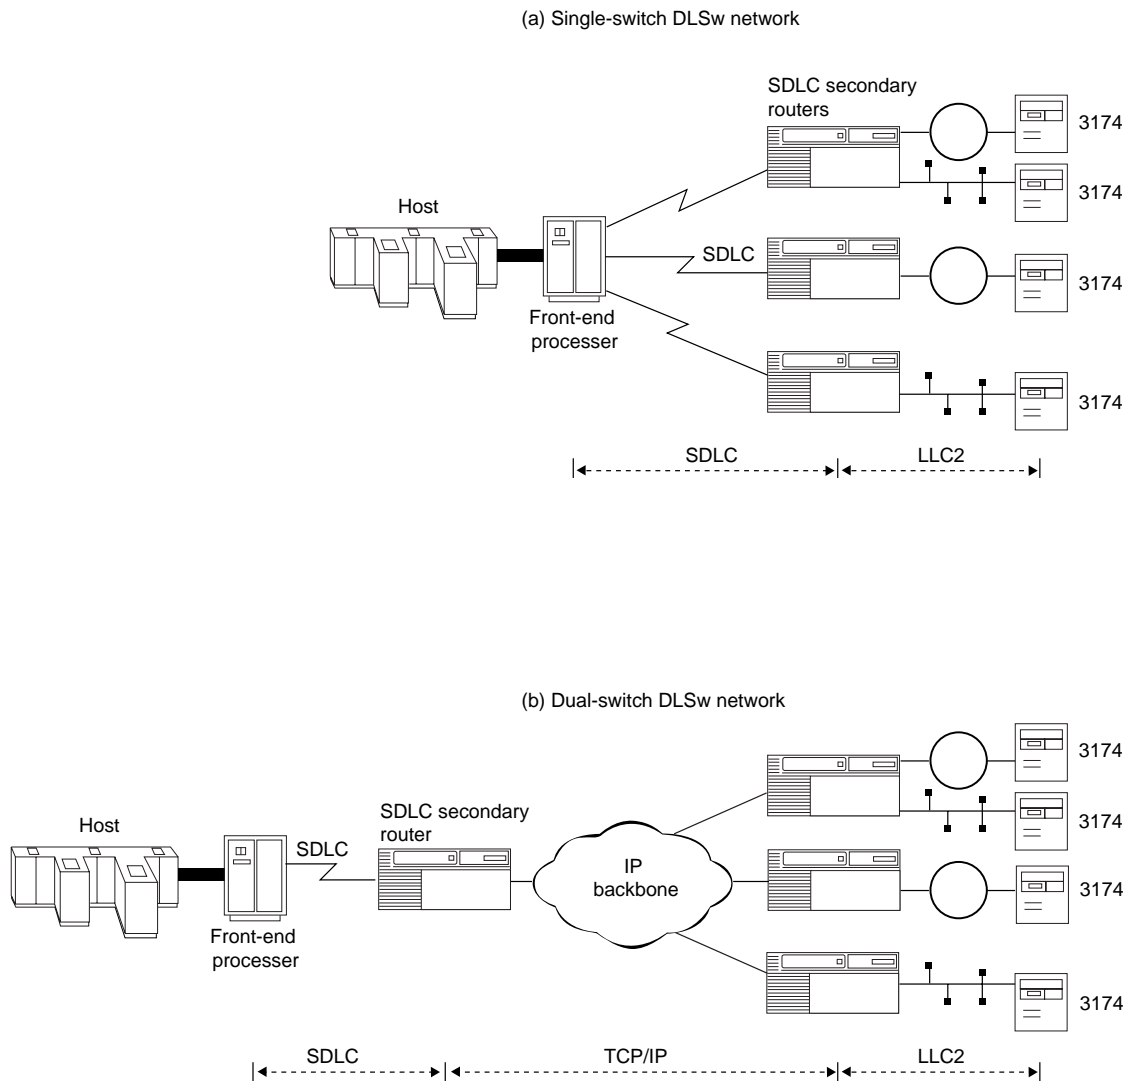 (a) Single-switch DLSw network
SDLC secondary
routers
3174
3174
Host
SDLC
3174
Front-end
processer
3174
SDLC
LLC2
(b) Dual-switch DLSw network
3174
SDLC secondary
router
Host
3174
SDLC
IP
backbone
3174
Front-end
processer
3174
SDLC
TCP/IP
LLC2